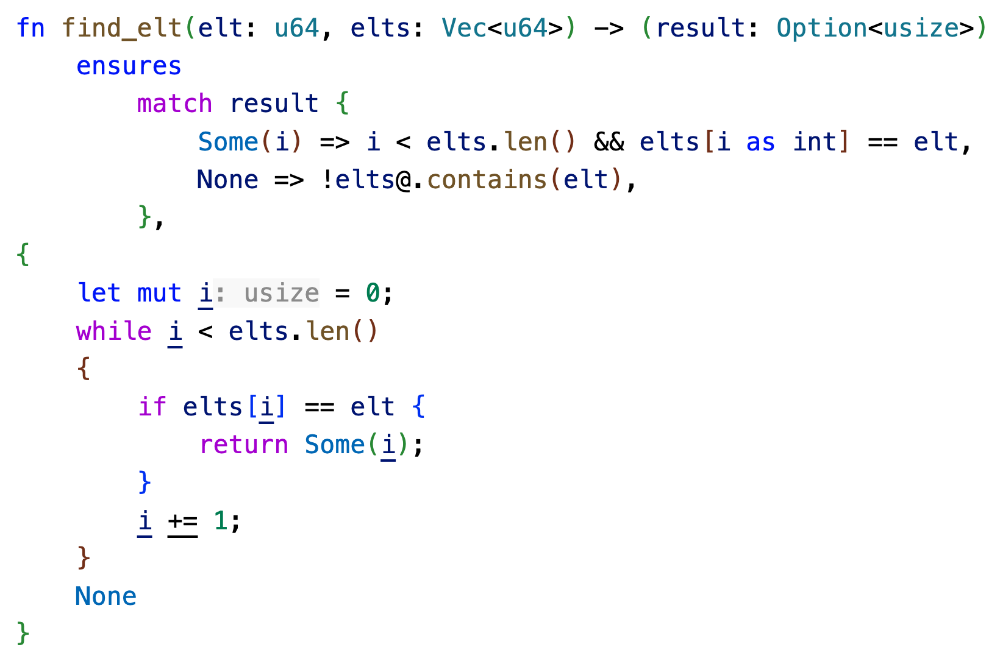 fn find_elt(elt: u64, elts: Vec<u64>) -> (result: Option<usize>)
    ensures
        match result {
            Some(i) => i < elts.len() && elts[i as int] == elt,
            None => !elts@.contains(elt),
        },
{
    let mut i: usize = 0;
    while i < elts.len()
    {
        if elts[i] == elt {
            return Some(i);
        }
        i += 1;
    }
    None
}